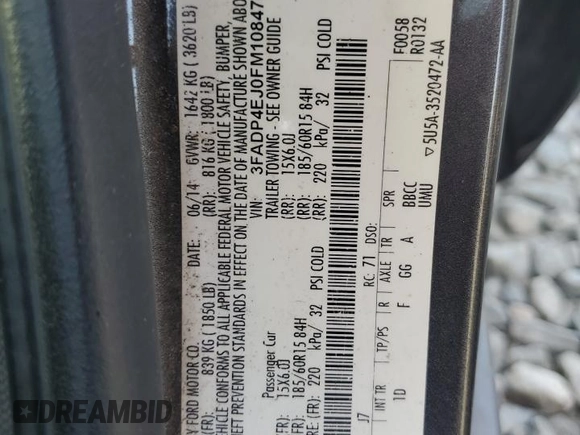 Y FORD MOTOR CO. 06/14 GVWR: 1642 KG ( 3620 LB)
(FR): 839 KG ( 1850 LB) (RR): 816 KG ( 1800 LB)
VEHICLE CONFORMS TO ALL APPLICABLE FEDERAL MOTOR VEHICLE SAFETY, BUMPER,
EFT PREVENTION STANDARDS IN EFFECT ON THE DATE OF MANUFACTURE SHOWN ABO
VIN: 3FADP4EJ0FM10847
Passenger Car TRAILER TOWING - SEE OWNER GUIDE
(FR): 15X6.0J (RR): 15X6.0J
(FR): 185/60R15 84H (RR): 185/60R15 84H
RE (FR): 220 kPa/ 32 PSI COLD (RR): 220 kPa/ 32 PSI COLD
J7 RC: 71 DSO: F0058
R0132
INT TR TP/PS R AXLE TR SPR
1D F GG A BBCC
UMU
5U5A-3520472-AA
DREAMBID